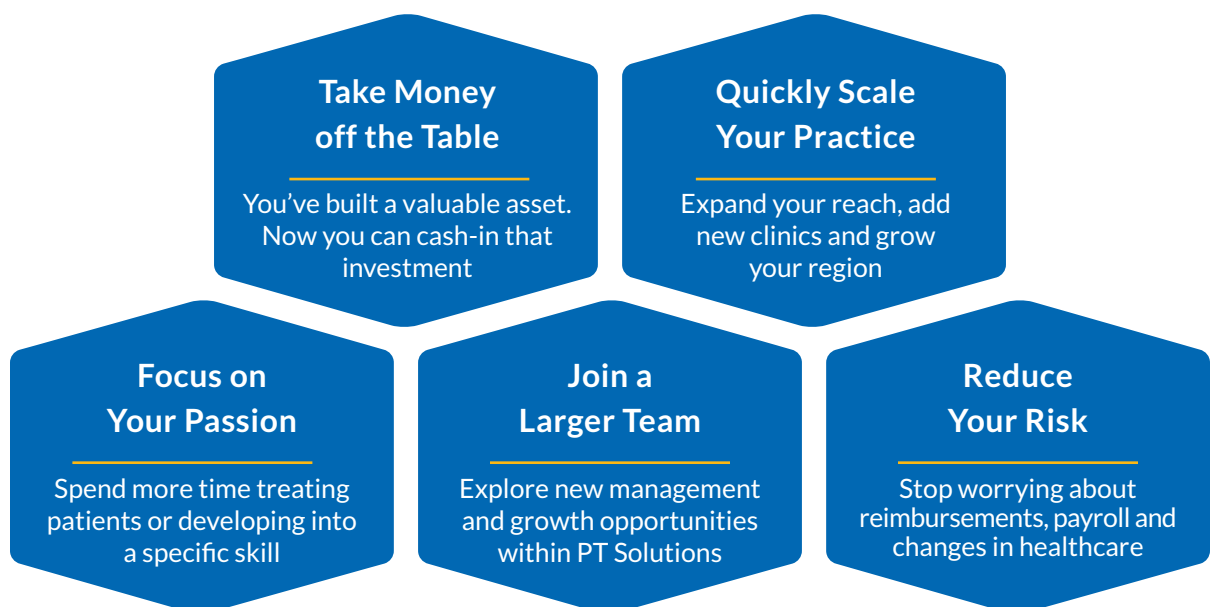 Take Money
off the Table
You’ve built a valuable asset.
Now you can cash-in that
investment
Quickly Scale
Your Practice
Expand your reach, add
new clinics and grow
your region
Focus on
Your Passion
Spend more time treating
patients or developing into
a specific skill
Join a
Larger Team
Explore new management
and growth opportunities
within PT Solutions
Reduce
Your Risk
Stop worrying about
reimbursements, payroll and
changes in healthcare